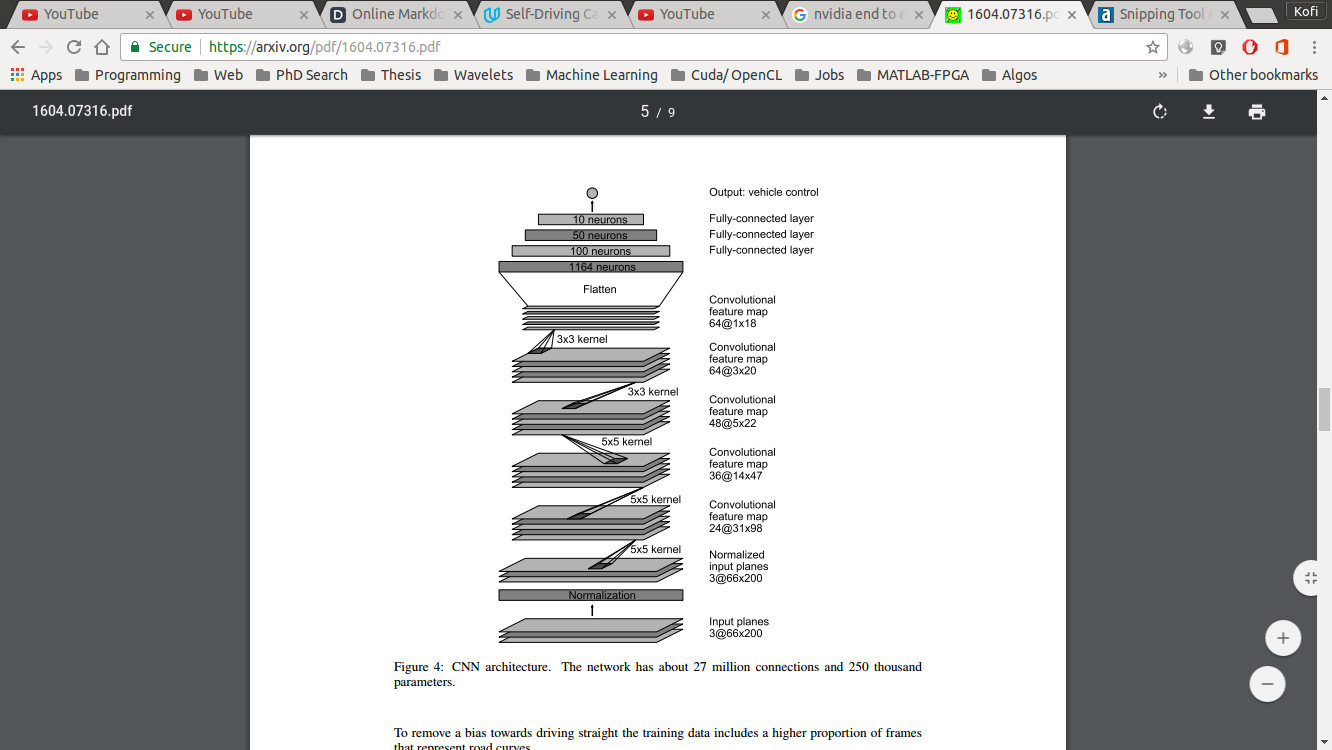 YouTube
YouTube
Online Markdo
Self-Driving Ca
YouTube
nvidia end to e
1604.07316.pd
Snipping Tool
Kofi
Secure
https://arxiv.org/pdf/1604.07316.pdf
Apps
Programming
Web
PhD Search
Thesis
Wavelets
Machine Learning
Cuda/ OpenCL
Jobs
MATLAB-FPGA
Algos
»
Other bookmarks
1604.07316.pdf
5 / 9
Output: vehicle control
10 neurons
Fully-connected layer
50 neurons
Fully-connected layer
100 neurons
Fully-connected layer
1164 neurons
Flatten
Convolutional
feature map
64@1x18
3x3 kernel
Convolutional
feature map
64@3x20
3x3 kernel
Convolutional
feature map
48@5x22
5x5 kernel
Convolutional
feature map
36@14x47
5x5 kernel
Convolutional
feature map
24@31x98
5x5 kernel
Normalized
input planes
3@66x200
Normalization
Input planes
3@66x200
Figure 4: CNN architecture. The network has about 27 million connections and 250 thousand
parameters.
To remove a bias towards driving straight the training data includes a higher proportion of frames
that represent road curves.